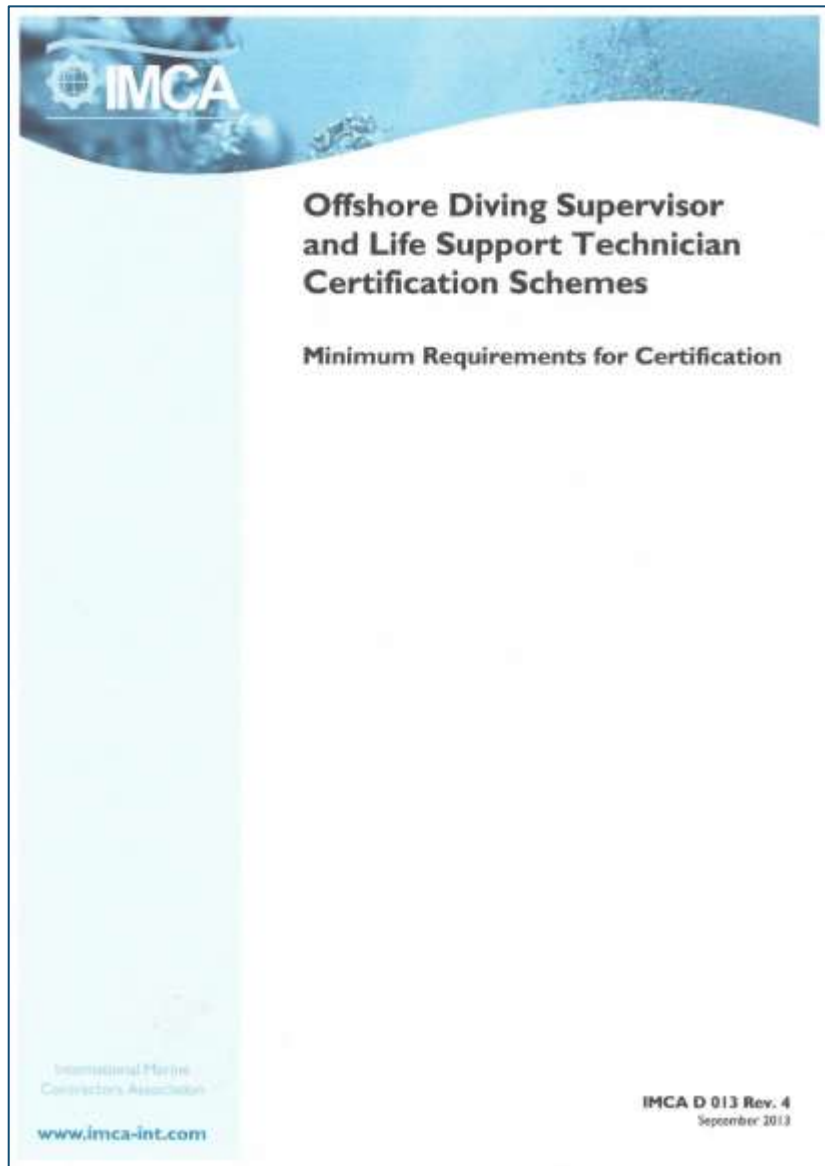 IMCA
Offshore Diving Supervisor
and Life Support Technician
Certification Schemes
Minimum Requirements for Certification
International Marine
Contractors Association
www.imca-int.com
IMCA D 013 Rev. 4
September 2013